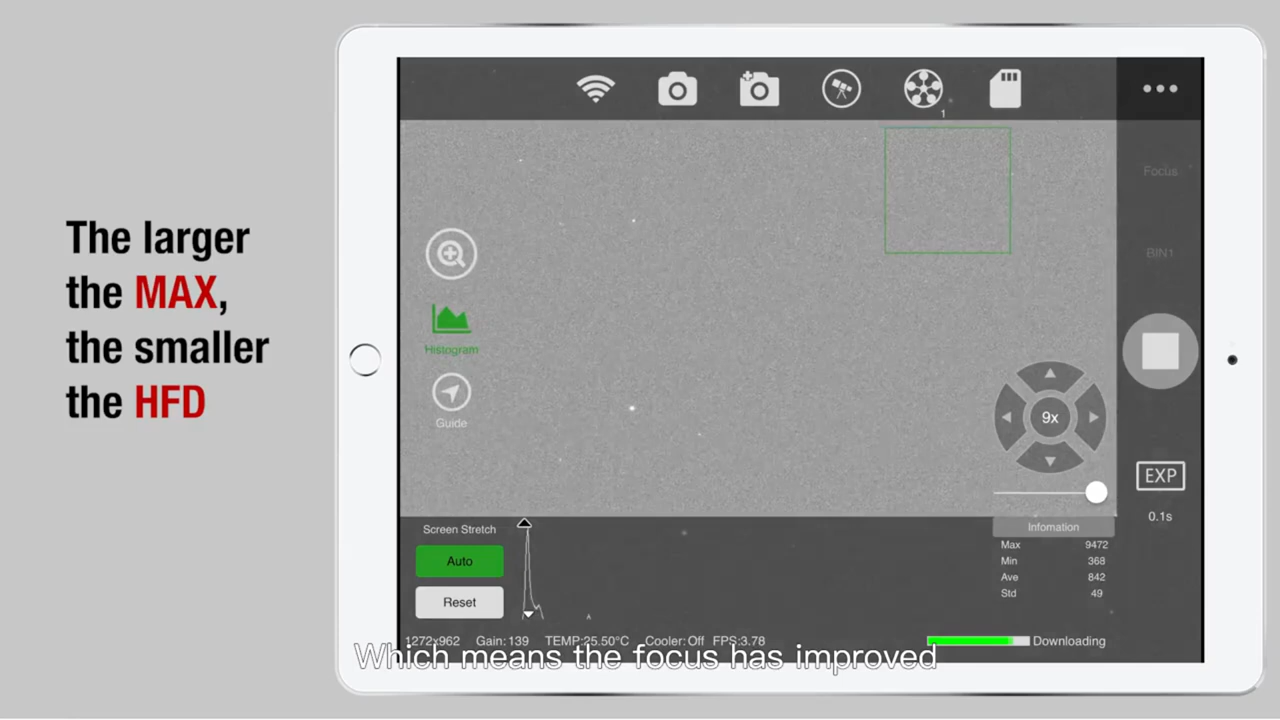 The larger
the MAX,
the smaller
the HFD
1
Focus
BIN1
Histogram
Guide
9x
EXP
0.1s
Screen Stretch
Auto
Reset
Infomation
Max 9472
Min 368
Ave 842
Std 49
1272x962 Gain:139 TEMP:25.50°C Cooler:Off FPS:3.78 Downloading
Which means the focus has improved